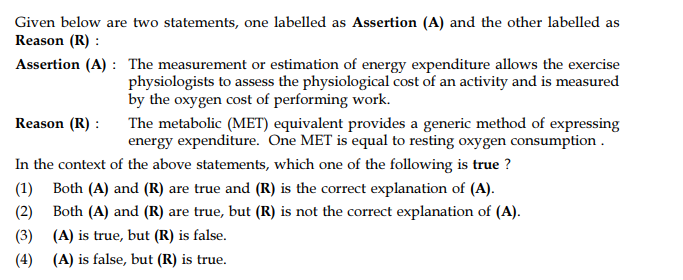 Given below are two statements, one labelled as Assertion (A) and the other labelled as
Reason (R) :
Assertion (A) : The measurement or estimation of energy expenditure allows the exercise
physiologists to assess the physiological cost of an activity and is measured
by the oxygen cost of performing work.
Reason (R) : The metabolic (MET) equivalent provides a generic method of expressing
energy expenditure. One MET is equal to resting oxygen consumption .
In the context of the above statements, which one of the following is true ?
(1) Both (A) and (R) are true and (R) is the correct explanation of (A).
(2) Both (A) and (R) are true, but (R) is not the correct explanation of (A).
(3) (A) is true, but (R) is false.
(4) (A) is false, but (R) is true.